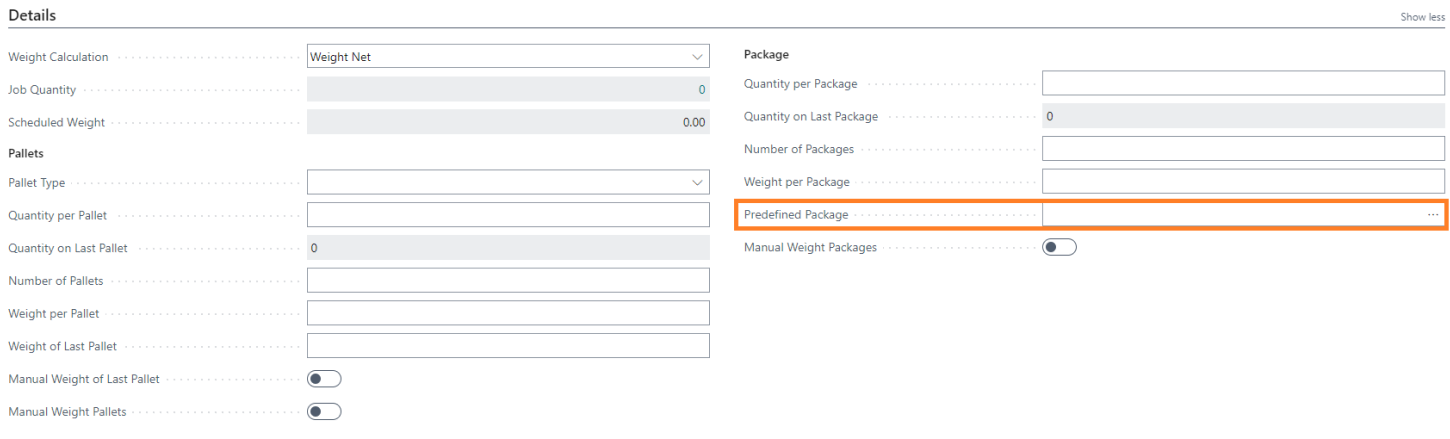 Details
Show less
Weight Calculation
Weight Net
Job Quantity
0
Scheduled Weight
0.00
Pallets
Pallet Type
Quantity per Pallet
Quantity on Last Pallet
0
Number of Pallets
Weight per Pallet
Weight of Last Pallet
Manual Weight of Last Pallet
Manual Weight Pallets
Package
Quantity per Package
Quantity on Last Package
0
Number of Packages
Weight per Package
Predefined Package
...
Manual Weight Packages